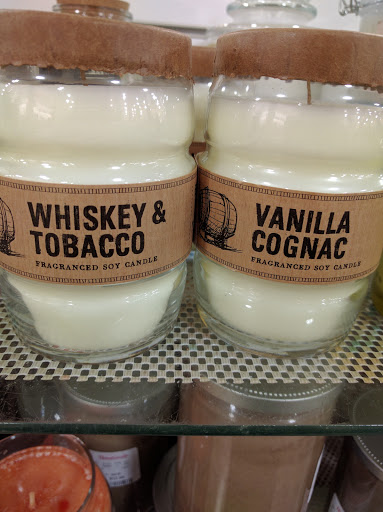 WHISKEY &
TOBACCO
FRAGRANCED SOY CANDLE
VANILLA
COGNAC
FRAGRANCED SOY CANDLE